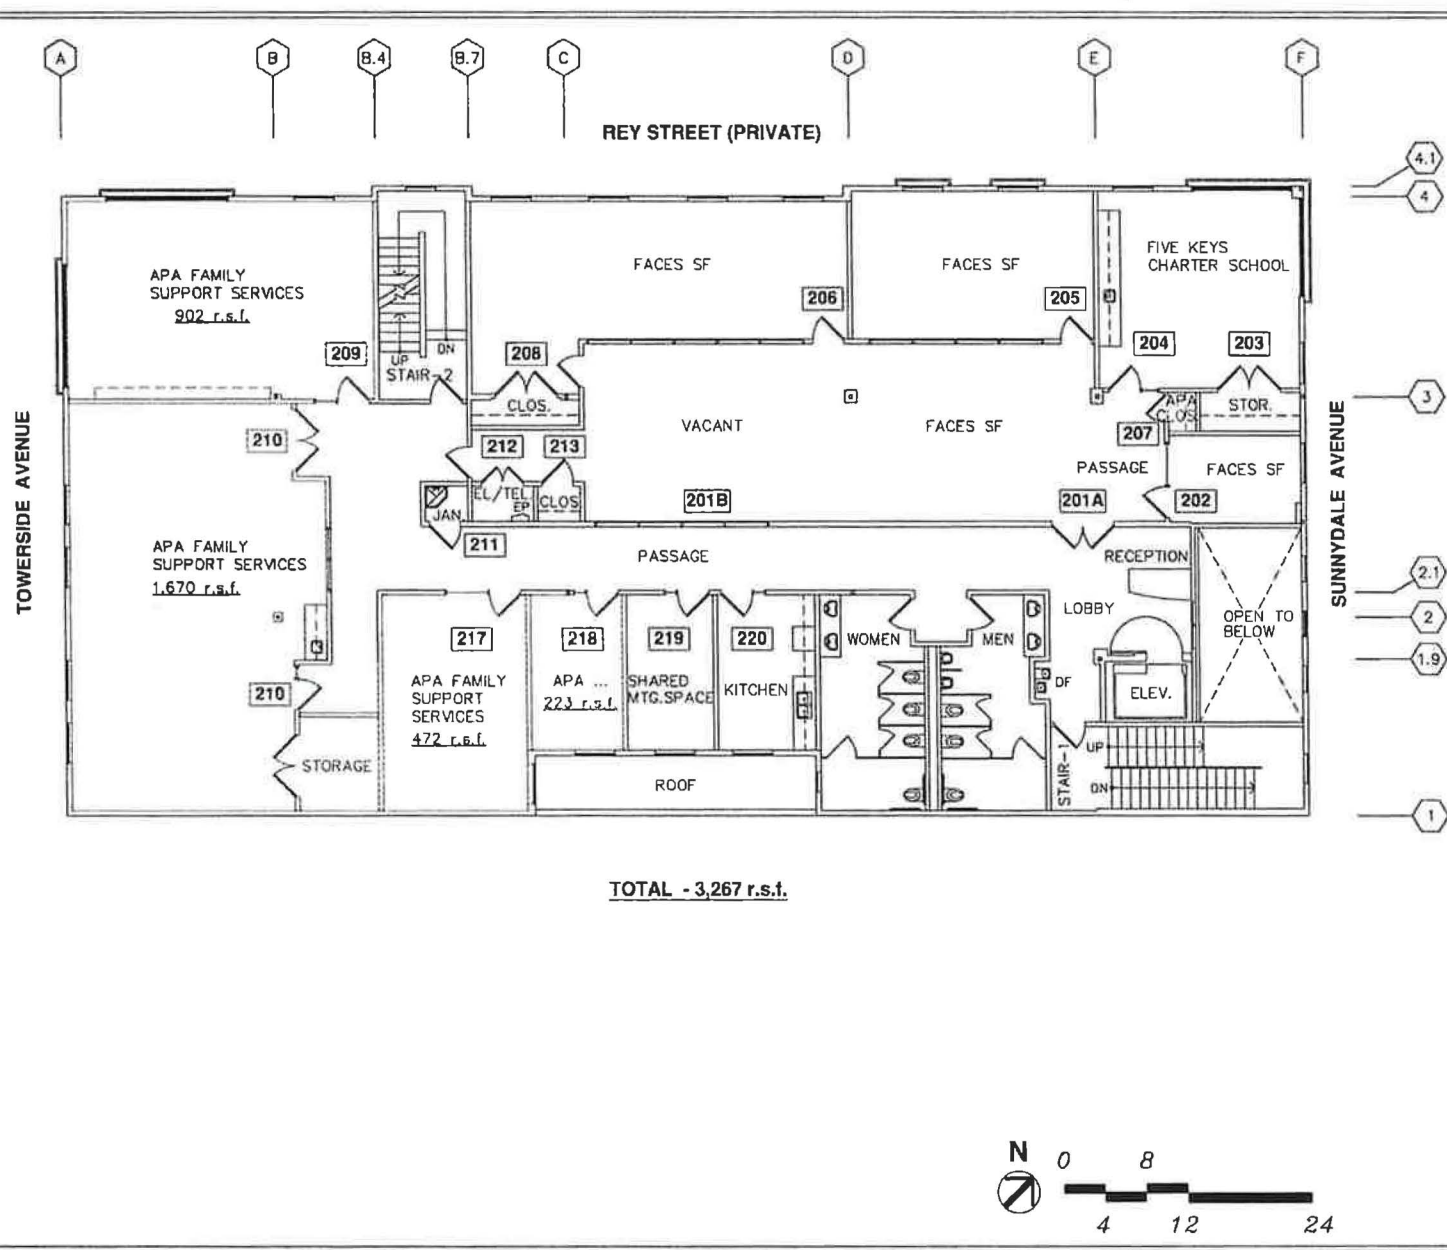 A B B.4 B.7 C D E F
REY STREET (PRIVATE)
4.1
4
3
2.1
2
1.9
1
TOWERSIDE AVENUE
SUNNYDALE AVENUE
APA FAMILY
SUPPORT SERVICES
902 r.s.f.
209
UP
DN
STAIR-2
FACES SF
206
FACES SF
205
FIVE KEYS
CHARTER SCHOOL
204
203
208
CLOS.
APA
CLOS
STOR.
207
VACANT
FACES SF
PASSAGE
FACES SF
210
212
213
EL/TEL
EP
CLOS
JAN
201B
201A
202
211
PASSAGE
RECEPTION
APA FAMILY
SUPPORT SERVICES
1,670 r.s.f.
LOBBY
OPEN TO
BELOW
217
218
219
220
WOMEN
MEN
210
APA FAMILY
SUPPORT
SERVICES
472 r.s.f.
APA ...
223 r.s.f.
SHARED
MTG.SPACE
KITCHEN
DF
ELEV.
STORAGE
ROOF
STAIR-1
UP
DN
TOTAL - 3,267 r.s.f.
N
0 8
4 12 24